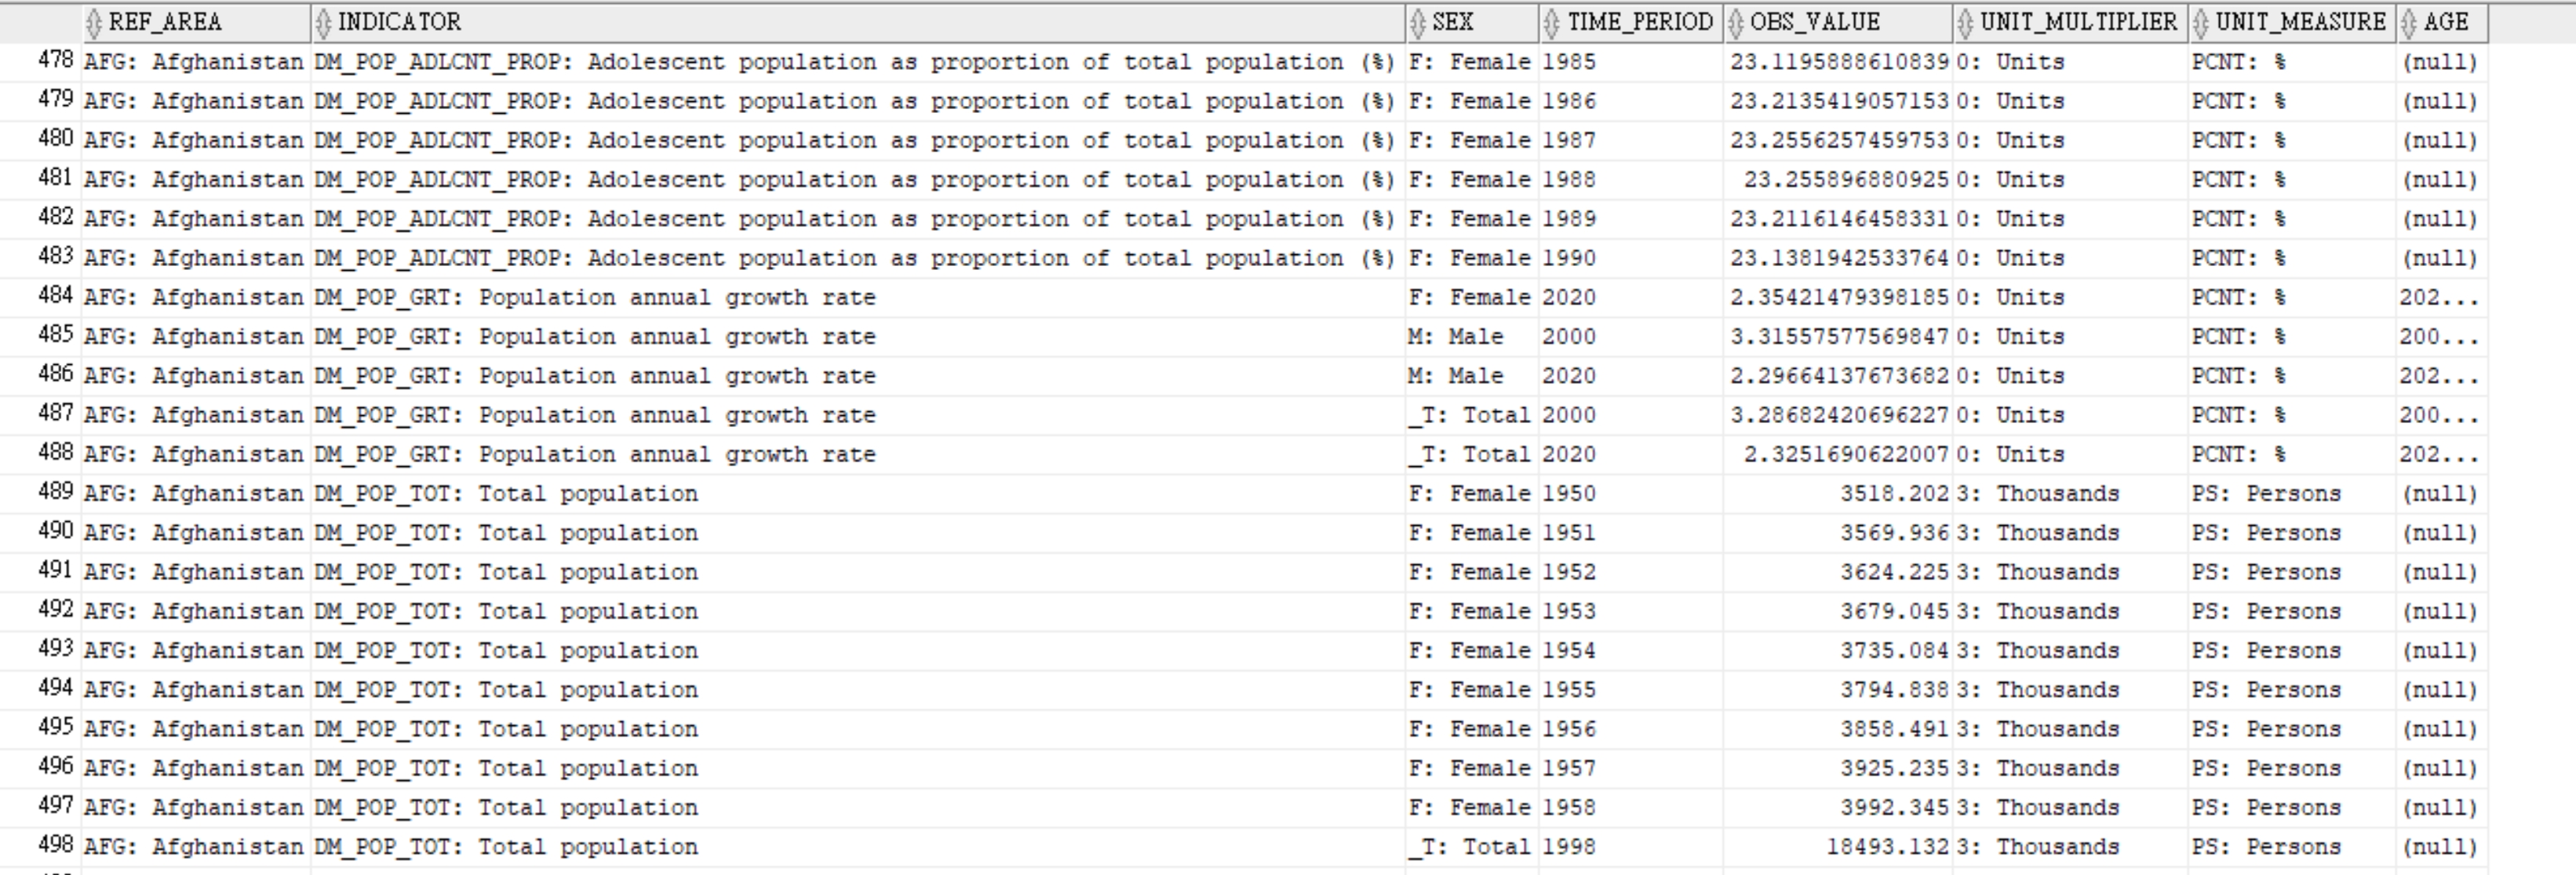 REF_AREA INDICATOR SEX TIME_PERIOD OBS_VALUE UNIT_MULTIPLIER UNIT_MEASURE AGE
478 AFG: Afghanistan DM_POP_ADLCNT_PROP: Adolescent population as proportion of total population (%) F: Female 1985 23.1195888610839 0: Units PCNT: % (null)
479 AFG: Afghanistan DM_POP_ADLCNT_PROP: Adolescent population as proportion of total population (%) F: Female 1986 23.2135419057153 0: Units PCNT: % (null)
480 AFG: Afghanistan DM_POP_ADLCNT_PROP: Adolescent population as proportion of total population (%) F: Female 1987 23.2556257459753 0: Units PCNT: % (null)
481 AFG: Afghanistan DM_POP_ADLCNT_PROP: Adolescent population as proportion of total population (%) F: Female 1988 23.255896880925 0: Units PCNT: % (null)
482 AFG: Afghanistan DM_POP_ADLCNT_PROP: Adolescent population as proportion of total population (%) F: Female 1989 23.2116146458331 0: Units PCNT: % (null)
483 AFG: Afghanistan DM_POP_ADLCNT_PROP: Adolescent population as proportion of total population (%) F: Female 1990 23.1381942533764 0: Units PCNT: % (null)
484 AFG: Afghanistan DM_POP_GRT: Population annual growth rate F: Female 2020 2.35421479398185 0: Units PCNT: % 202...
485 AFG: Afghanistan DM_POP_GRT: Population annual growth rate M: Male 2000 3.31557577569847 0: Units PCNT: % 200...
486 AFG: Afghanistan DM_POP_GRT: Population annual growth rate M: Male 2020 2.29664137673682 0: Units PCNT: % 202...
487 AFG: Afghanistan DM_POP_GRT: Population annual growth rate _T: Total 2000 3.28682420696227 0: Units PCNT: % 200...
488 AFG: Afghanistan DM_POP_GRT: Population annual growth rate _T: Total 2020 2.3251690622007 0: Units PCNT: % 202...
489 AFG: Afghanistan DM_POP_TOT: Total population F: Female 1950 3518.202 3: Thousands PS: Persons (null)
490 AFG: Afghanistan DM_POP_TOT: Total population F: Female 1951 3569.936 3: Thousands PS: Persons (null)
491 AFG: Afghanistan DM_POP_TOT: Total population F: Female 1952 3624.225 3: Thousands PS: Persons (null)
492 AFG: Afghanistan DM_POP_TOT: Total population F: Female 1953 3679.045 3: Thousands PS: Persons (null)
493 AFG: Afghanistan DM_POP_TOT: Total population F: Female 1954 3735.084 3: Thousands PS: Persons (null)
494 AFG: Afghanistan DM_POP_TOT: Total population F: Female 1955 3794.838 3: Thousands PS: Persons (null)
495 AFG: Afghanistan DM_POP_TOT: Total population F: Female 1956 3858.491 3: Thousands PS: Persons (null)
496 AFG: Afghanistan DM_POP_TOT: Total population F: Female 1957 3925.235 3: Thousands PS: Persons (null)
497 AFG: Afghanistan DM_POP_TOT: Total population F: Female 1958 3992.345 3: Thousands PS: Persons (null)
498 AFG: Afghanistan DM_POP_TOT: Total population _T: Total 1998 18493.132 3: Thousands PS: Persons (null)